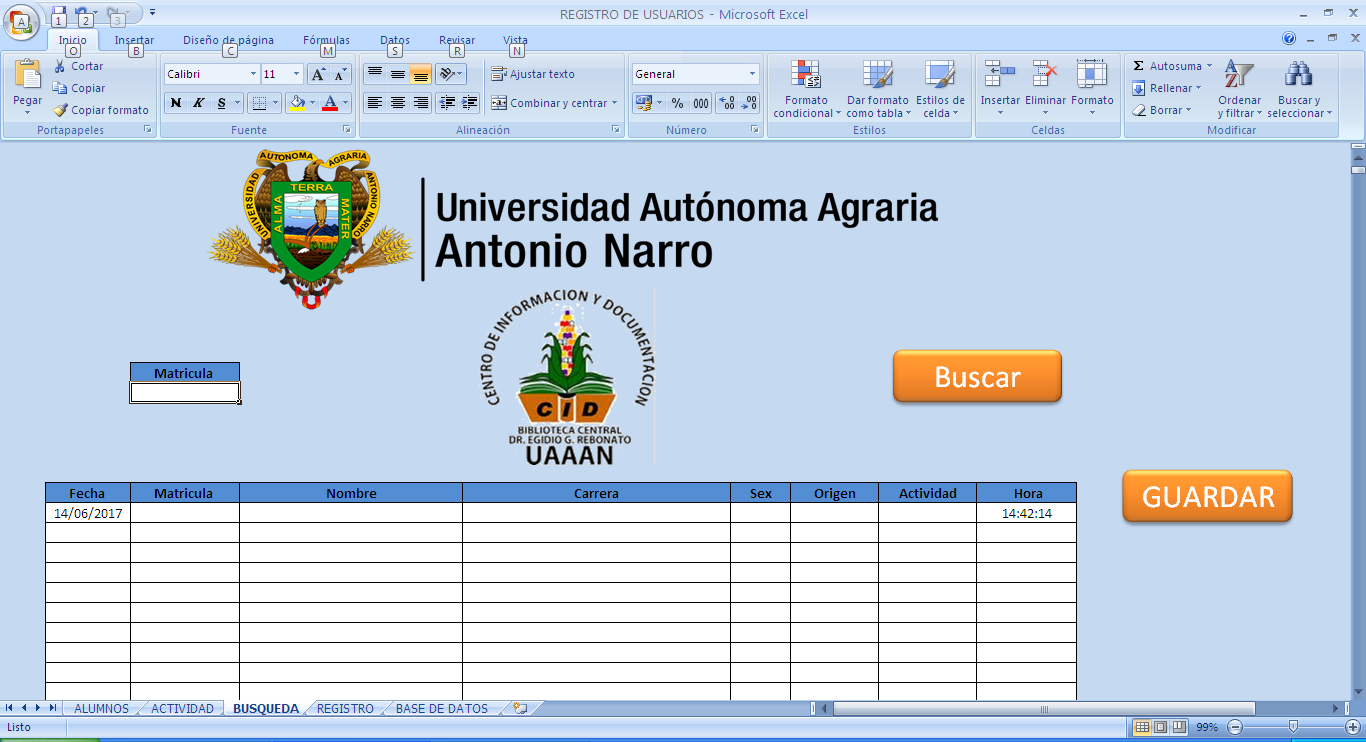 REGISTRO DE USUARIOS - Microsoft Excel
A 1 2 3
Inicio Insertar Diseño de página Fórmulas Datos Revisar Vista
O B C M S R N
Pegar
Cortar
Copiar
Copiar formato
Portapapeles
Calibri 11 A A
N K S A
Fuente
Ajustar texto
Combinar y centrar
Alineación
General
% 000
Número
Formato condicional
Dar formato como tabla
Estilos de celda
Estilos
Insertar Eliminar Formato
Celdas
Σ Autosuma
Rellenar
Borrar
Ordenar y filtrar
Buscar y seleccionar
Modificar
UNIVERSIDAD AUTONOMA AGRARIA ANTONIO NARRO
ALMA TERRA MATER
Universidad Autónoma Agraria
Antonio Narro
CENTRO DE INFORMACION Y DOCUMENTACION
CID
BIBLIOTECA CENTRAL
DR. EGIDIO G. REBONATO
UAAAN
Matricula
Buscar
GUARDAR
Fecha Matricula Nombre Carrera Sex Origen Actividad Hora
14/06/2017 14:42:14
ALUMNOS ACTIVIDAD BUSQUEDA REGISTRO BASE DE DATOS
Listo 99%